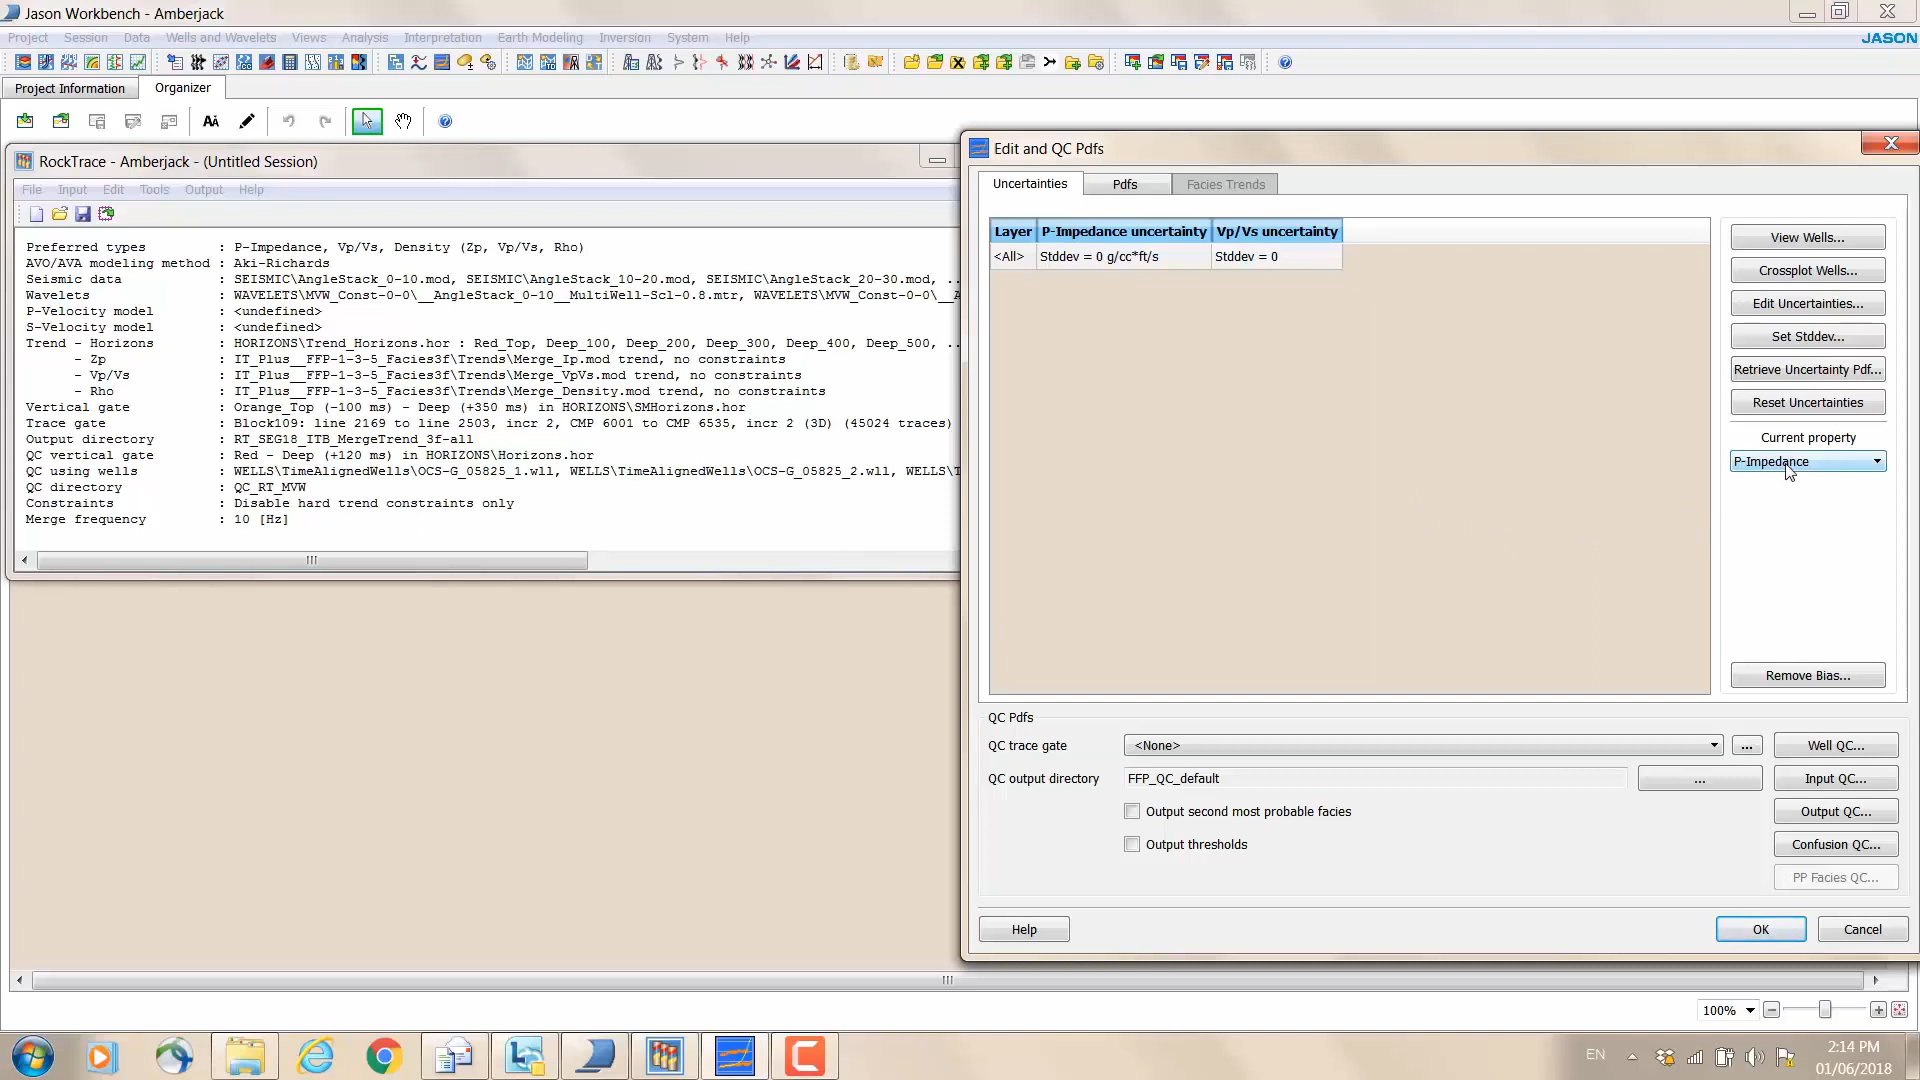 Jason Workbench - Amberjack
Project Session Data Wells and Wavelets Views Analysis Interpretation Earth Modeling Inversion System Help
JASON
Project Information Organizer
RockTrace - Amberjack - (Untitled Session)
File Input Edit Tools Output Help
Preferred types : P-Impedance, Vp/Vs, Density (Zp, Vp/Vs, Rho)
AVO/AVA modeling method : Aki-Richards
Seismic data : SEISMIC\AngleStack_0-10.mod, SEISMIC\AngleStack_10-20.mod, SEISMIC\AngleStack_20-30.mod, ..
Wavelets : WAVELETS\MVW_Const-0-0\__AngleStack_0-10__MultiWell-Scl-0.8.mtr, WAVELETS\MVW_Const-0-0\__A
P-Velocity model : <undefined>
S-Velocity model : <undefined>
Trend - Horizons : HORIZONS\Trend_Horizons.hor : Red_Top, Deep_100, Deep_200, Deep_300, Deep_400, Deep_500, ..
- Zp : IT_Plus__FFP-1-3-5_Facies3f\Trends\Merge_Ip.mod trend, no constraints
- Vp/Vs : IT_Plus__FFP-1-3-5_Facies3f\Trends\Merge_VpVs.mod trend, no constraints
- Rho : IT_Plus__FFP-1-3-5_Facies3f\Trends\Merge_Density.mod trend, no constraints
Vertical gate : Orange_Top (-100 ms) - Deep (+350 ms) in HORIZONS\SMHorizons.hor
Trace gate : Block109: line 2169 to line 2503, incr 2, CMP 6001 to CMP 6535, incr 2 (3D) (45024 traces)
Output directory : RT_SEG18_ITB_MergeTrend_3f-all
QC vertical gate : Red - Deep (+120 ms) in HORIZONS\Horizons.hor
QC using wells : WELLS\TimeAlignedWells\OCS-G_05825_1.wll, WELLS\TimeAlignedWells\OCS-G_05825_2.wll, WELLS\T
QC directory : QC_RT_MVW
Constraints : Disable hard trend constraints only
Merge frequency : 10 [Hz]
Edit and QC Pdfs
Uncertainties Pdfs Facies Trends
Layer P-Impedance uncertainty Vp/Vs uncertainty
<All> Stddev = 0 g/cc*ft/s Stddev = 0
View Wells...
Crossplot Wells...
Edit Uncertainties...
Set Stddev...
Retrieve Uncertainty Pdf...
Reset Uncertainties
Current property
P-Impedance
Remove Bias...
QC Pdfs
QC trace gate <None> ... Well QC...
QC output directory FFP_QC_default ... Input QC...
Output second most probable facies Output QC...
Output thresholds Confusion QC...
PP Facies QC...
Help OK Cancel
100%
EN
2:14 PM
01/06/2018